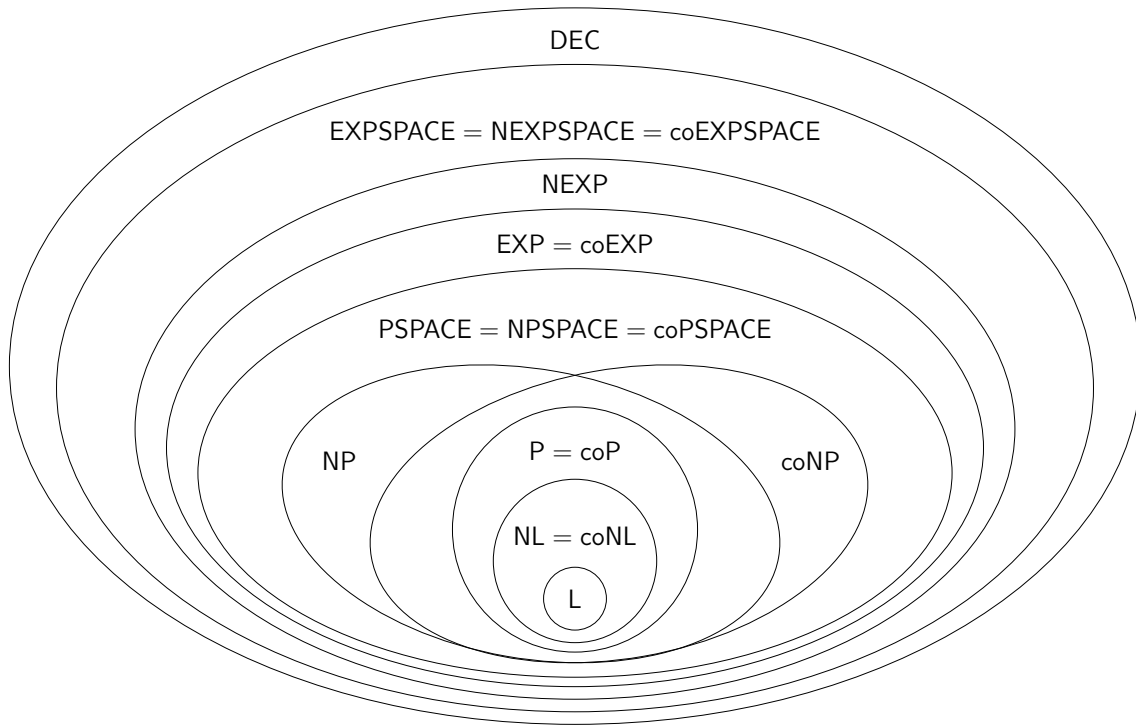 DEC
EXPSPACE = NEXPSPACE = coEXPSPACE
NEXP
EXP = coEXP
PSPACE = NPSPACE = coPSPACE
NP
P = coP
coNP
NL = coNL
L